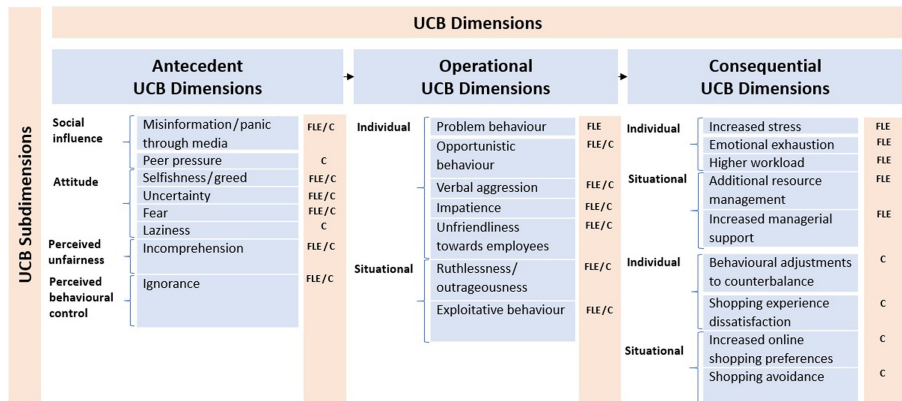 UCB Dimensions
UCB Subdimensions
Antecedent
UCB Dimensions
Social
influence
Misinformation/panic
through media
FLE/C
Peer pressure
C
Attitude
Selfishness/greed
FLE/C
Uncertainty
FLE/C
Fear
FLE/C
Laziness
C
Perceived
unfairness
Incomprehension
FLE/C
Perceived
behavioural
control
Ignorance
FLE/C
Operational
UCB Dimensions
Individual
Problem behaviour
FLE
Opportunistic
behaviour
FLE/C
Verbal aggression
FLE/C
Impatience
FLE/C
Unfriendliness
towards employees
FLE/C
Situational
Ruthlessness/
outrageousness
FLE/C
Exploitative behaviour
FLE/C
Consequential
UCB Dimensions
Individual
Increased stress
FLE
Emotional exhaustion
FLE
Higher workload
FLE
Situational
Additional resource
management
FLE
Increased managerial
support
FLE
Individual
Behavioural adjustments
to counterbalance
C
Shopping experience
dissatisfaction
C
Situational
Increased online
shopping preferences
C
Shopping avoidance
C